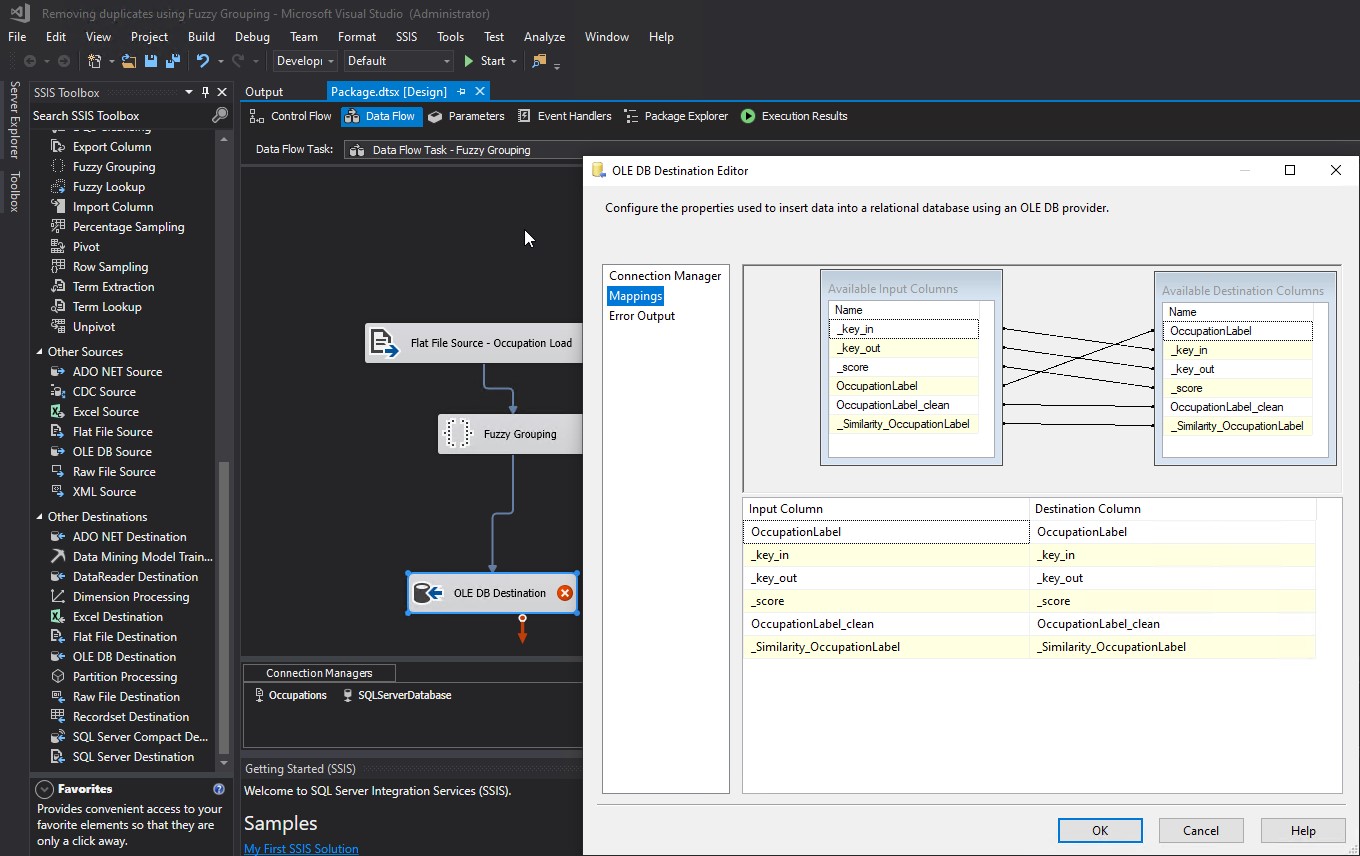 Removing duplicates using Fuzzy Grouping - Microsoft Visual Studio (Administrator)
File Edit View Project Build Debug Team Format SSIS Tools Test Analyze Window Help
Developi Default Start
Server Explorer
Toolbox
SSIS Toolbox
Search SSIS Toolbox
Export Column
Fuzzy Grouping
Fuzzy Lookup
Import Column
Percentage Sampling
Pivot
Row Sampling
Term Extraction
Term Lookup
Unpivot
Other Sources
ADO NET Source
CDC Source
Excel Source
Flat File Source
OLE DB Source
Raw File Source
XML Source
Other Destinations
ADO NET Destination
Data Mining Model Train...
DataReader Destination
Dimension Processing
Excel Destination
Flat File Destination
OLE DB Destination
Partition Processing
Raw File Destination
Recordset Destination
SQL Server Compact De...
SQL Server Destination
Favorites
Provides convenient access to your
favorite elements so that they are
only a click away.
Output Package.dtsx [Design]
Control Flow Data Flow Parameters Event Handlers Package Explorer Execution Results
Data Flow Task: Data Flow Task - Fuzzy Grouping
Flat File Source - Occupation Load
Fuzzy Grouping
OLE DB Destination
Connection Managers
Occupations SQLServerDatabase
Getting Started (SSIS)
Welcome to SQL Server Integration Services (SSIS).
Samples
My First SSIS Solution
OLE DB Destination Editor
Configure the properties used to insert data into a relational database using an OLE DB provider.
Connection Manager
Mappings
Error Output
Available Input Columns
Name
_key_in
_key_out
_score
OccupationLabel
OccupationLabel_clean
_Similarity_OccupationLabel
Available Destination Columns
Name
OccupationLabel
_key_in
_key_out
_score
OccupationLabel_clean
_Similarity_OccupationLabel
Input Column Destination Column
OccupationLabel OccupationLabel
_key_in _key_in
_key_out _key_out
_score _score
OccupationLabel_clean OccupationLabel_clean
_Similarity_OccupationLabel _Similarity_OccupationLabel
OK Cancel Help